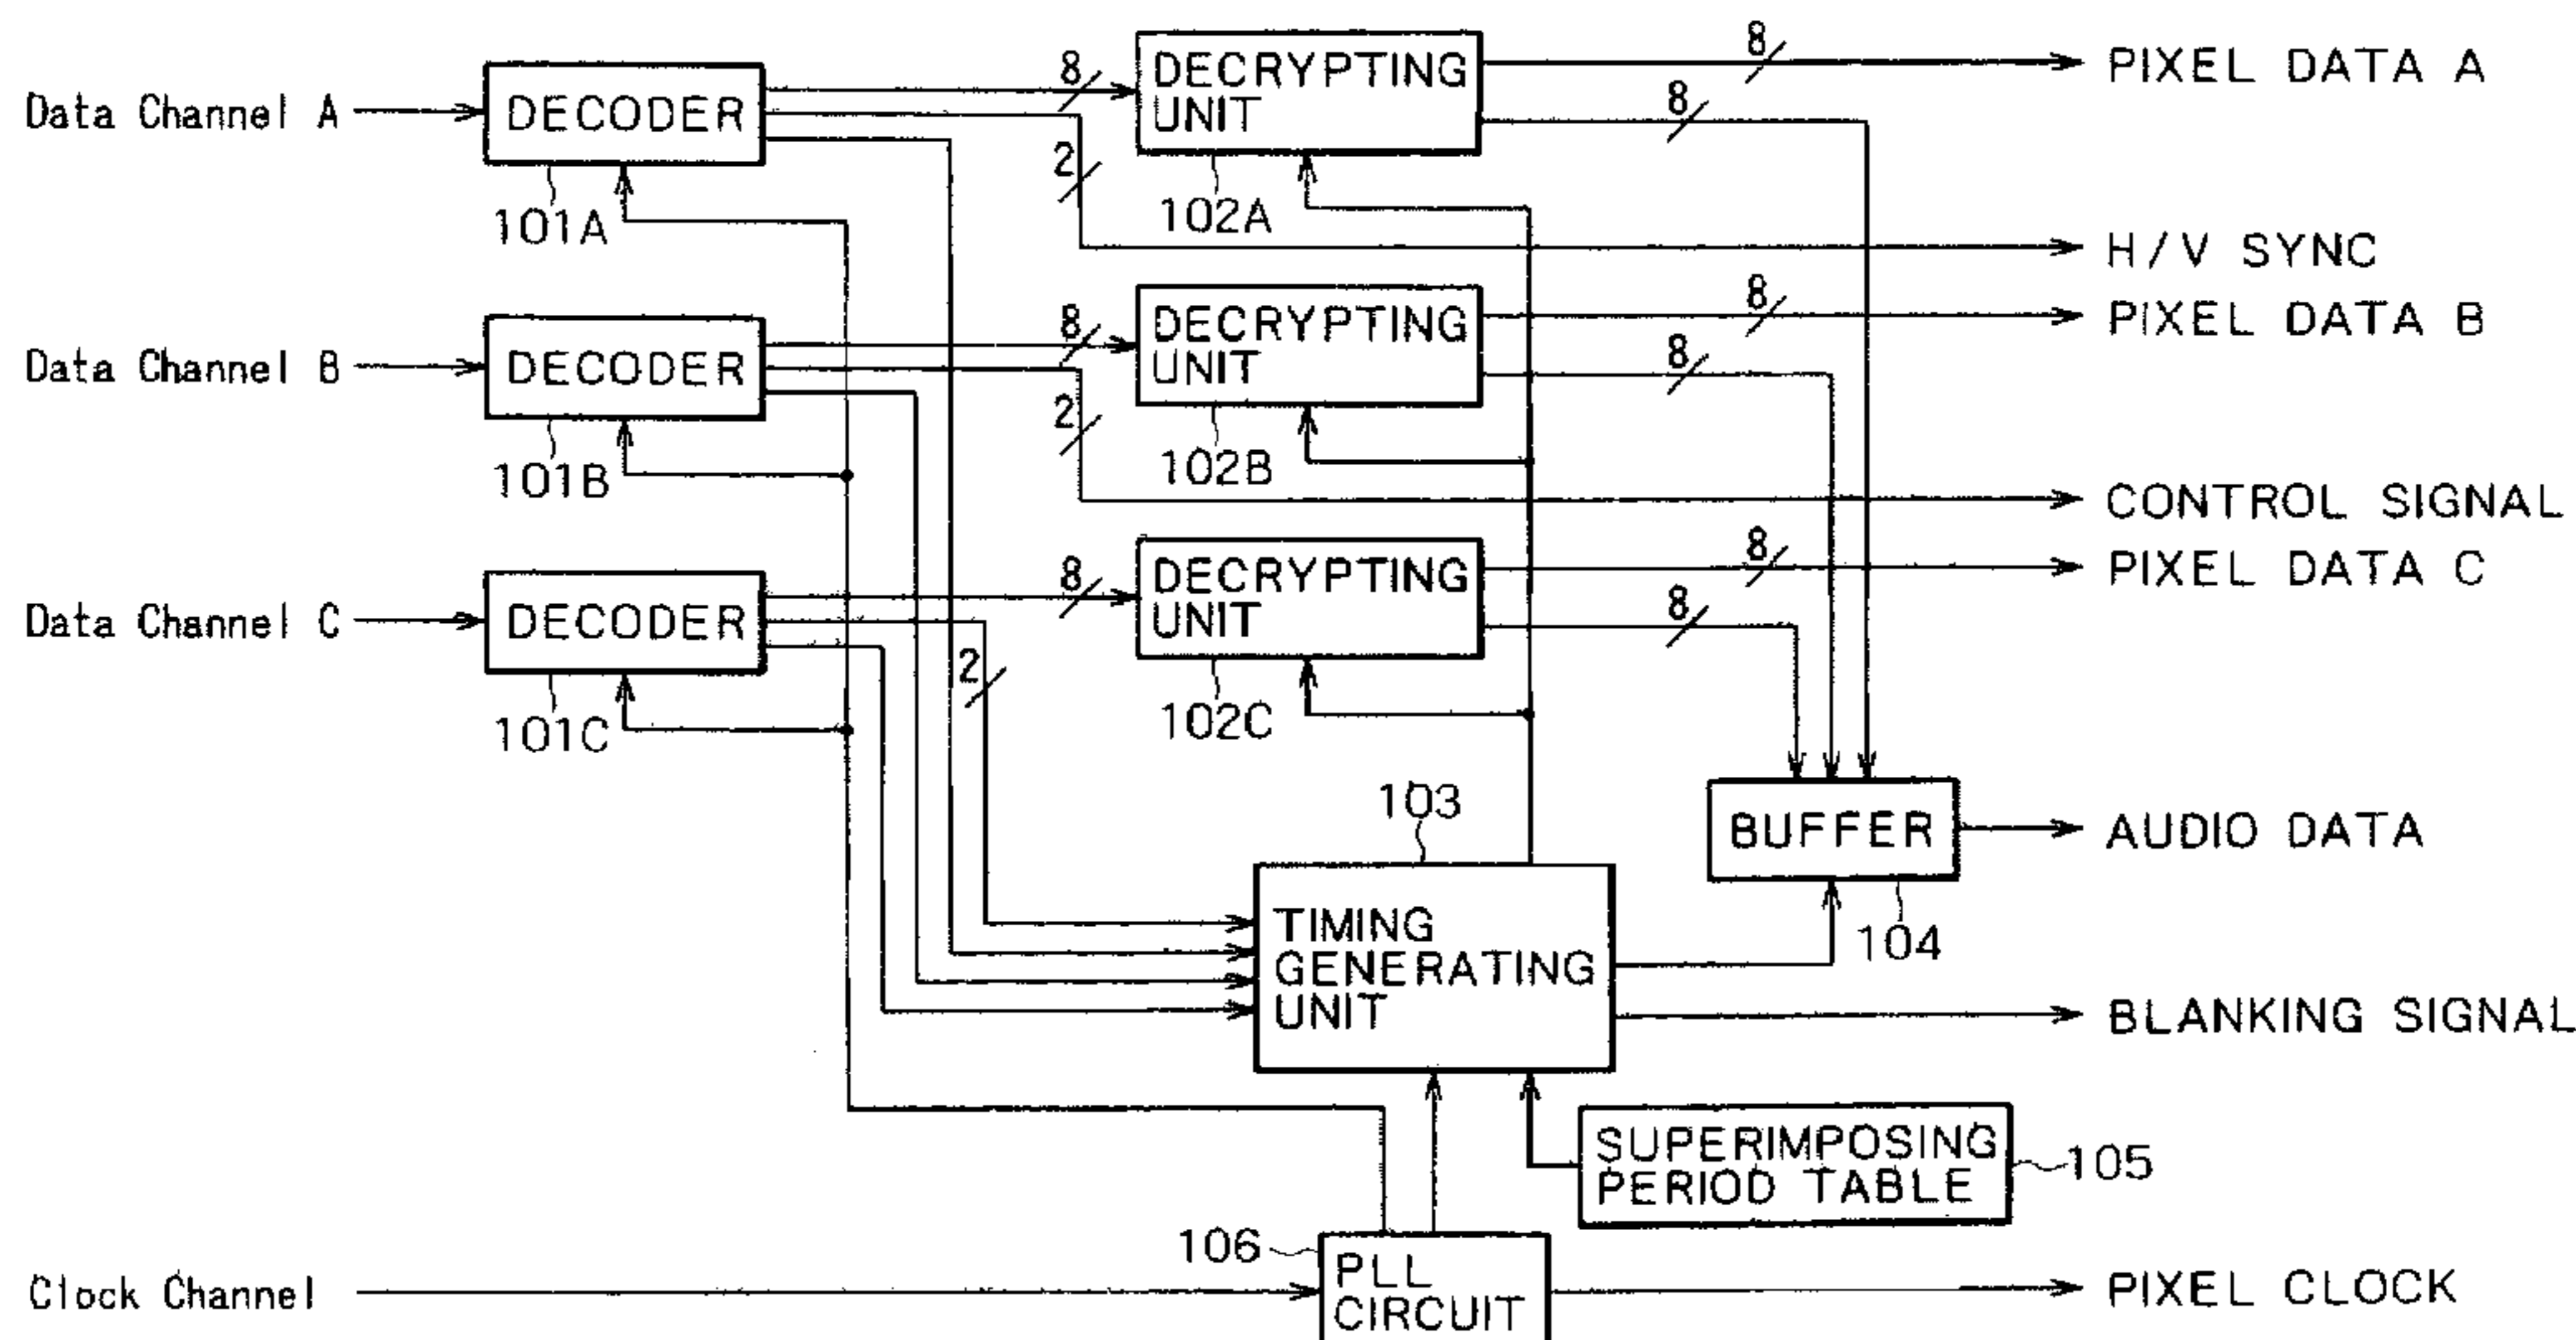 Data Channel A
DECODER
101A
8
2
DECRYPTING
UNIT
102A
8
8
PIXEL DATA A
H/V SYNC
Data Channel B
DECODER
101B
8
2
DECRYPTING
UNIT
102B
8
8
PIXEL DATA B
CONTROL SIGNAL
Data Channel C
DECODER
101C
8
2
DECRYPTING
UNIT
102C
8
8
PIXEL DATA C
103
TIMING
GENERATING
UNIT
BUFFER
104
AUDIO DATA
BLANKING SIGNAL
SUPERIMPOSING
PERIOD TABLE
105
Clock Channel
106
PLL
CIRCUIT
PIXEL CLOCK